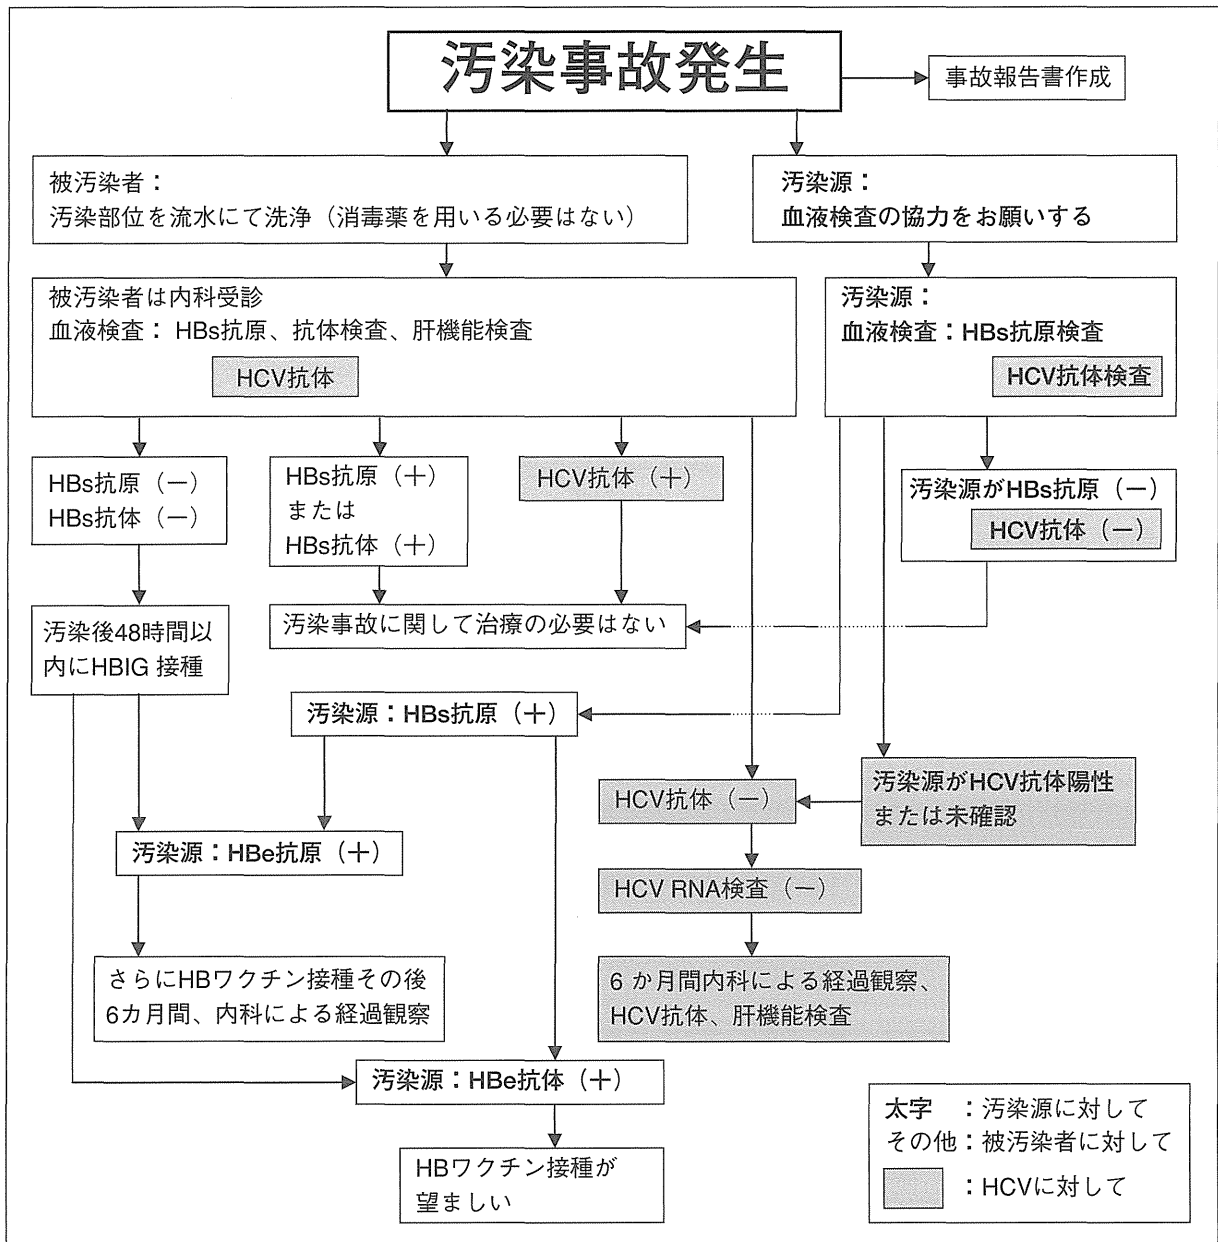 汚染事故発生
事故報告書作成
被汚染者：
汚染部位を流水にて洗浄（消毒薬を用いる必要はない）
汚染源：
血液検査の協力をお願いする
被汚染者は内科受診
血液検査： HBs抗原、抗体検査、肝機能検査
HCV抗体
汚染源：
血液検査：HBs抗原検査
HCV抗体検査
HBs抗原（－）
HBs抗体（－）
HBs抗原（＋）
または
HBs抗体（＋）
HCV抗体（＋）
汚染源がHBs抗原（－）
HCV抗体（－）
汚染後48時間以
内にHBIG 接種
汚染事故に関して治療の必要はない
汚染源：HBs抗原（＋）
HCV抗体（－）
汚染源がHCV抗体陽性
または未確認
汚染源：HBe抗原（＋）
HCV RNA検査（－）
さらにHBワクチン接種その後
6カ月間、内科による経過観察
6 か月間内科による経過観察、
HCV抗体、肝機能検査
汚染源：HBe抗体（＋）
HBワクチン接種が
望ましい
太字　：汚染源に対して
その他：被汚染者に対して
：HCVに対して